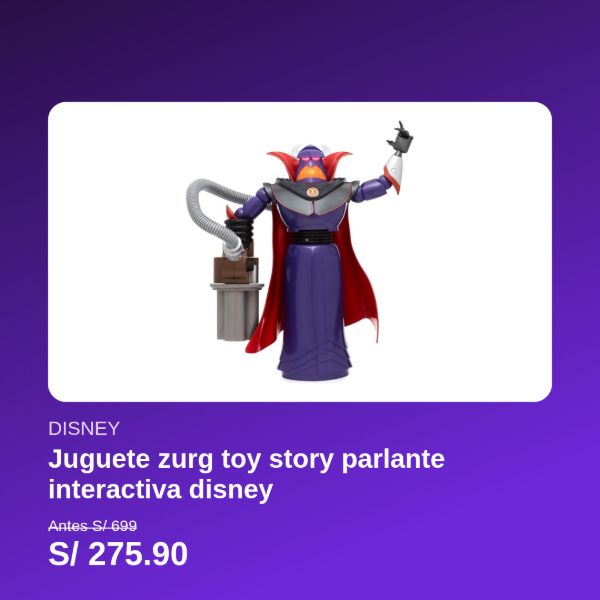 DISNEY
Juguete zurg toy story parlante
interactiva disney
Antes S/ 699
S/ 275.90